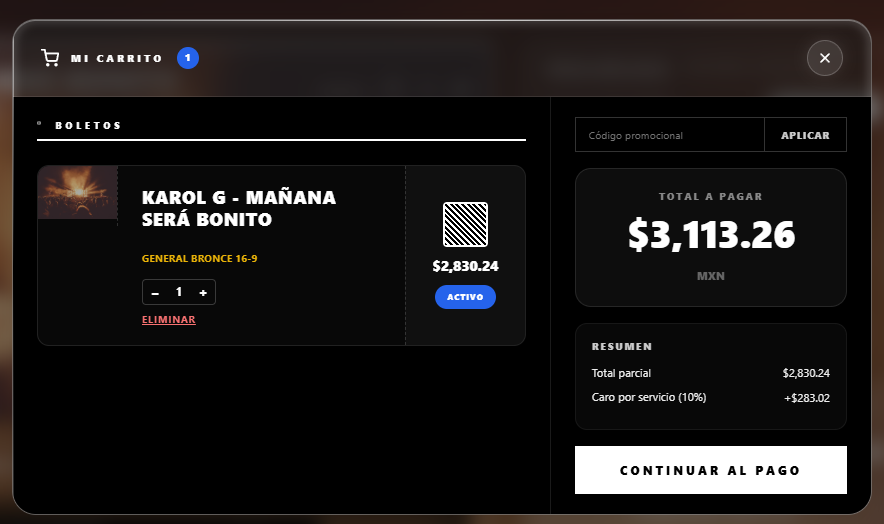 MI CARRITO 1
BOLETOS
KAROL G - MAÑANA
SERÁ BONITO
GENERAL BRONCE 16-9
– 1 +
ELIMINAR
$2,830.24
ACTIVO
Código promocional APLICAR
TOTAL A PAGAR
$3,113.26
MXN
RESUMEN
Total parcial $2,830.24
Caro por servicio (10%) +$283.02
CONTINUAR AL PAGO